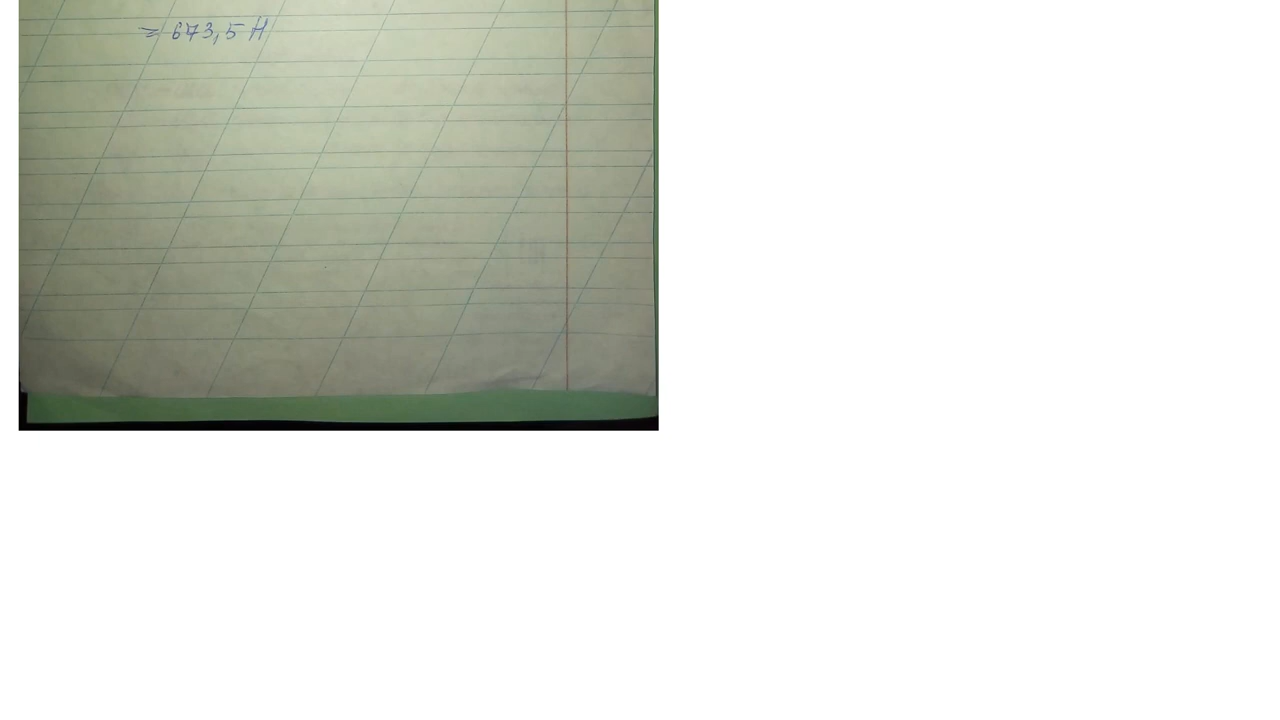 = 673,5 Н